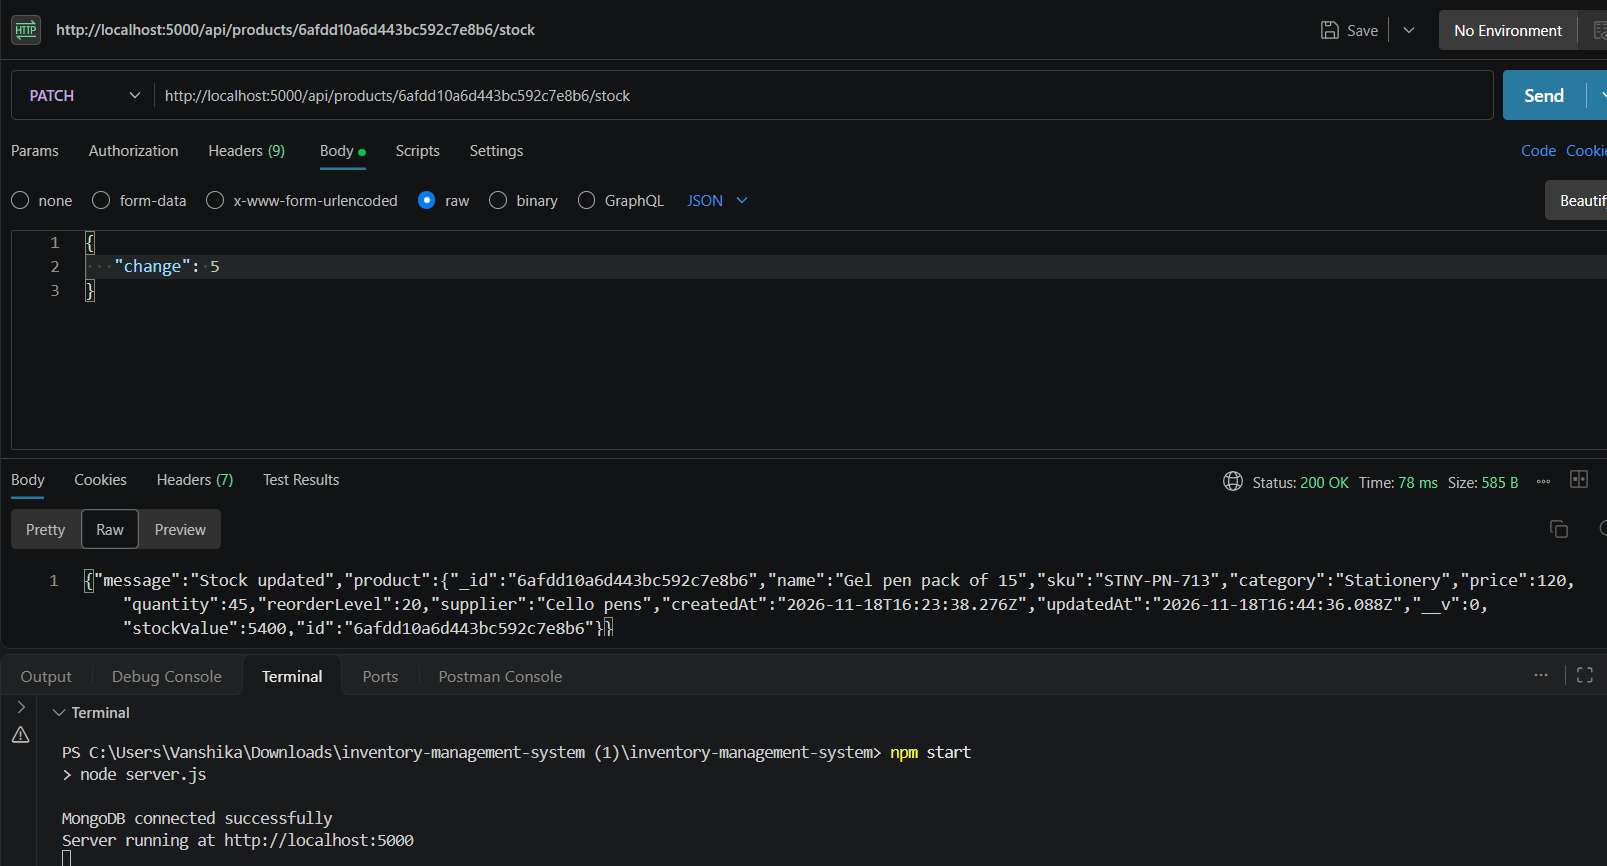 HTTP http://localhost:5000/api/products/6afdd10a6d443bc592c7e8b6/stock Save No Environment
PATCH http://localhost:5000/api/products/6afdd10a6d443bc592c7e8b6/stock Send
Params Authorization Headers (9) Body Scripts Settings Code Cookie
none form-data x-www-form-urlencoded raw binary GraphQL JSON Beautif
1 {
2 "change": 5
3 }
Body Cookies Headers (7) Test Results Status: 200 OK Time: 78 ms Size: 585 B
Pretty Raw Preview
1 {"message":"Stock updated","product":{"_id":"6afdd10a6d443bc592c7e8b6","name":"Gel pen pack of 15","sku":"STNY-PN-713","category":"Stationery","price":120,
"quantity":45,"reorderLevel":20,"supplier":"Cello pens","createdAt":"2026-11-18T16:23:38.276Z","updatedAt":"2026-11-18T16:44:36.088Z","__v":0,
"stockValue":5400,"id":"6afdd10a6d443bc592c7e8b6"}}
Output Debug Console Terminal Ports Postman Console
Terminal
PS C:\Users\Vanshika\Downloads\inventory-management-system (1)\inventory-management-system> npm start
> node server.js
MongoDB connected successfully
Server running at http://localhost:5000